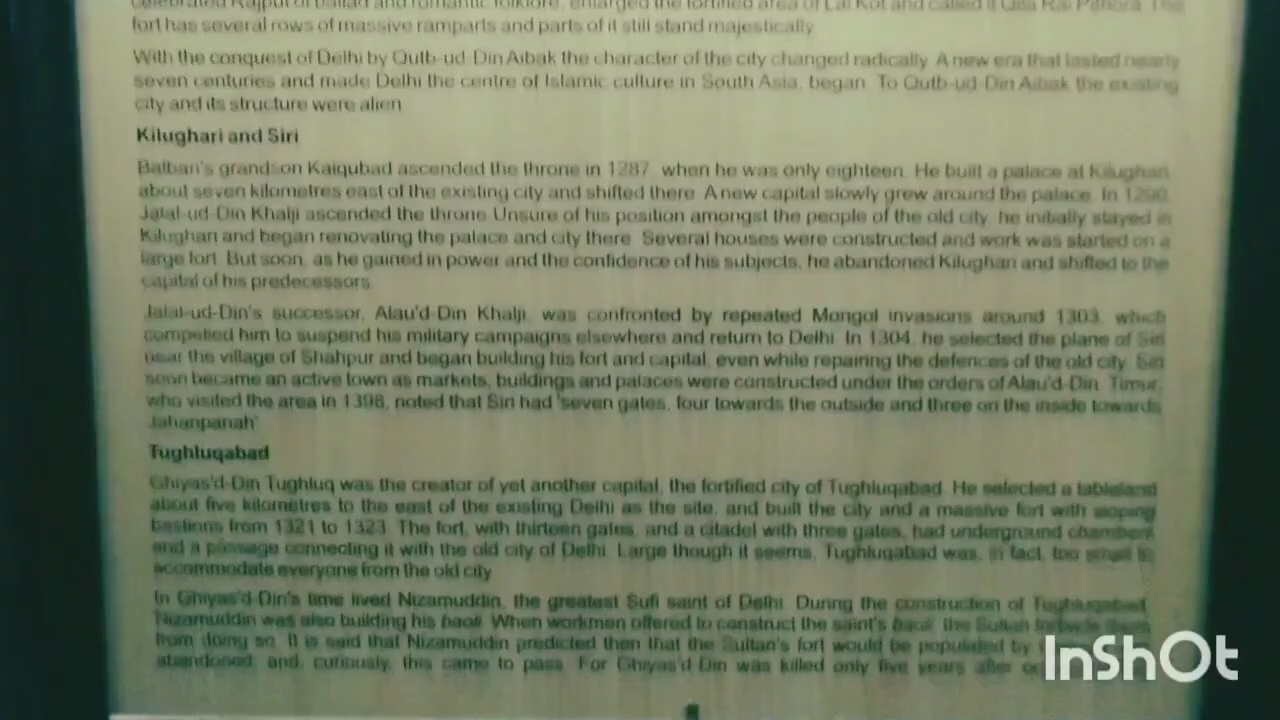 celebrated Rajput of ballad and romantic folklore, enlarged the fortified area of Lal Kot and called it Qila Rai Pithora. The
fort has several rows of massive ramparts and parts of it still stand majestically.
With the conquest of Delhi by Qutb-ud-Din Aibak the character of the city changed radically. A new era that lasted nearly
seven centuries and made Delhi the centre of Islamic culture in South Asia, began. To Qutb-ud-Din Aibak the existing
city and its structure were alien.
Kilughari and Siri
Balban's grandson Kaiqubad ascended the throne in 1287, when he was only eighteen. He built a palace at Kilughari
about seven kilometres east of the existing city and shifted there. A new capital slowly grew around the palace. In 1290,
Jalal-ud-Din Khalji ascended the throne. Unsure of his position amongst the people of the old city, he initially stayed in
Kilughari and began renovating the palace and city there. Several houses were constructed and work was started on a
large fort. But soon, as he gained in power and the confidence of his subjects, he abandoned Kilughari and shifted to the
capital of his predecessors.
Jalal-ud-Din's successor, Alau'd-Din Khalji, was confronted by repeated Mongol invasions around 1303, which
compelled him to suspend his military campaigns elsewhere and return to Delhi. In 1304, he selected the plane of Siri
near the village of Shahpur and began building his fort and capital, even while repairing the defences of the old city. Siri
soon became an active town as markets, buildings and palaces were constructed under the orders of Alau'd-Din. Timur,
who visited the area in 1398, noted that Siri had 'seven gates, four towards the outside and three on the inside towards
Jahanpanah'
Tughluqabad
Ghiyas'd-Din Tughluq was the creator of yet another capital, the fortified city of Tughluqabad. He selected a tableland
about five kilometres to the east of the existing Delhi as the site, and built the city and a massive fort with sloping
bastions from 1321 to 1323. The fort, with thirteen gates, and a citadel with three gates, had underground chambers
and a passage connecting it with the old city of Delhi. Large though it seems, Tughluqabad was, in fact, too small to
accommodate everyone from the old city.
In Ghiyas'd-Din's time lived Nizamuddin, the greatest Sufi saint of Delhi. During the construction of Tughluqabad,
Nizamuddin was also building his baoli. When workmen offered to construct the saint's baoli, the Sultan forbade them
from doing so. It is said that Nizamuddin predicted then that the Sultan's fort would be populated by
abandoned, and, curiously, this came to pass. For Ghiyas'd-Din was killed only five years after
InShOt